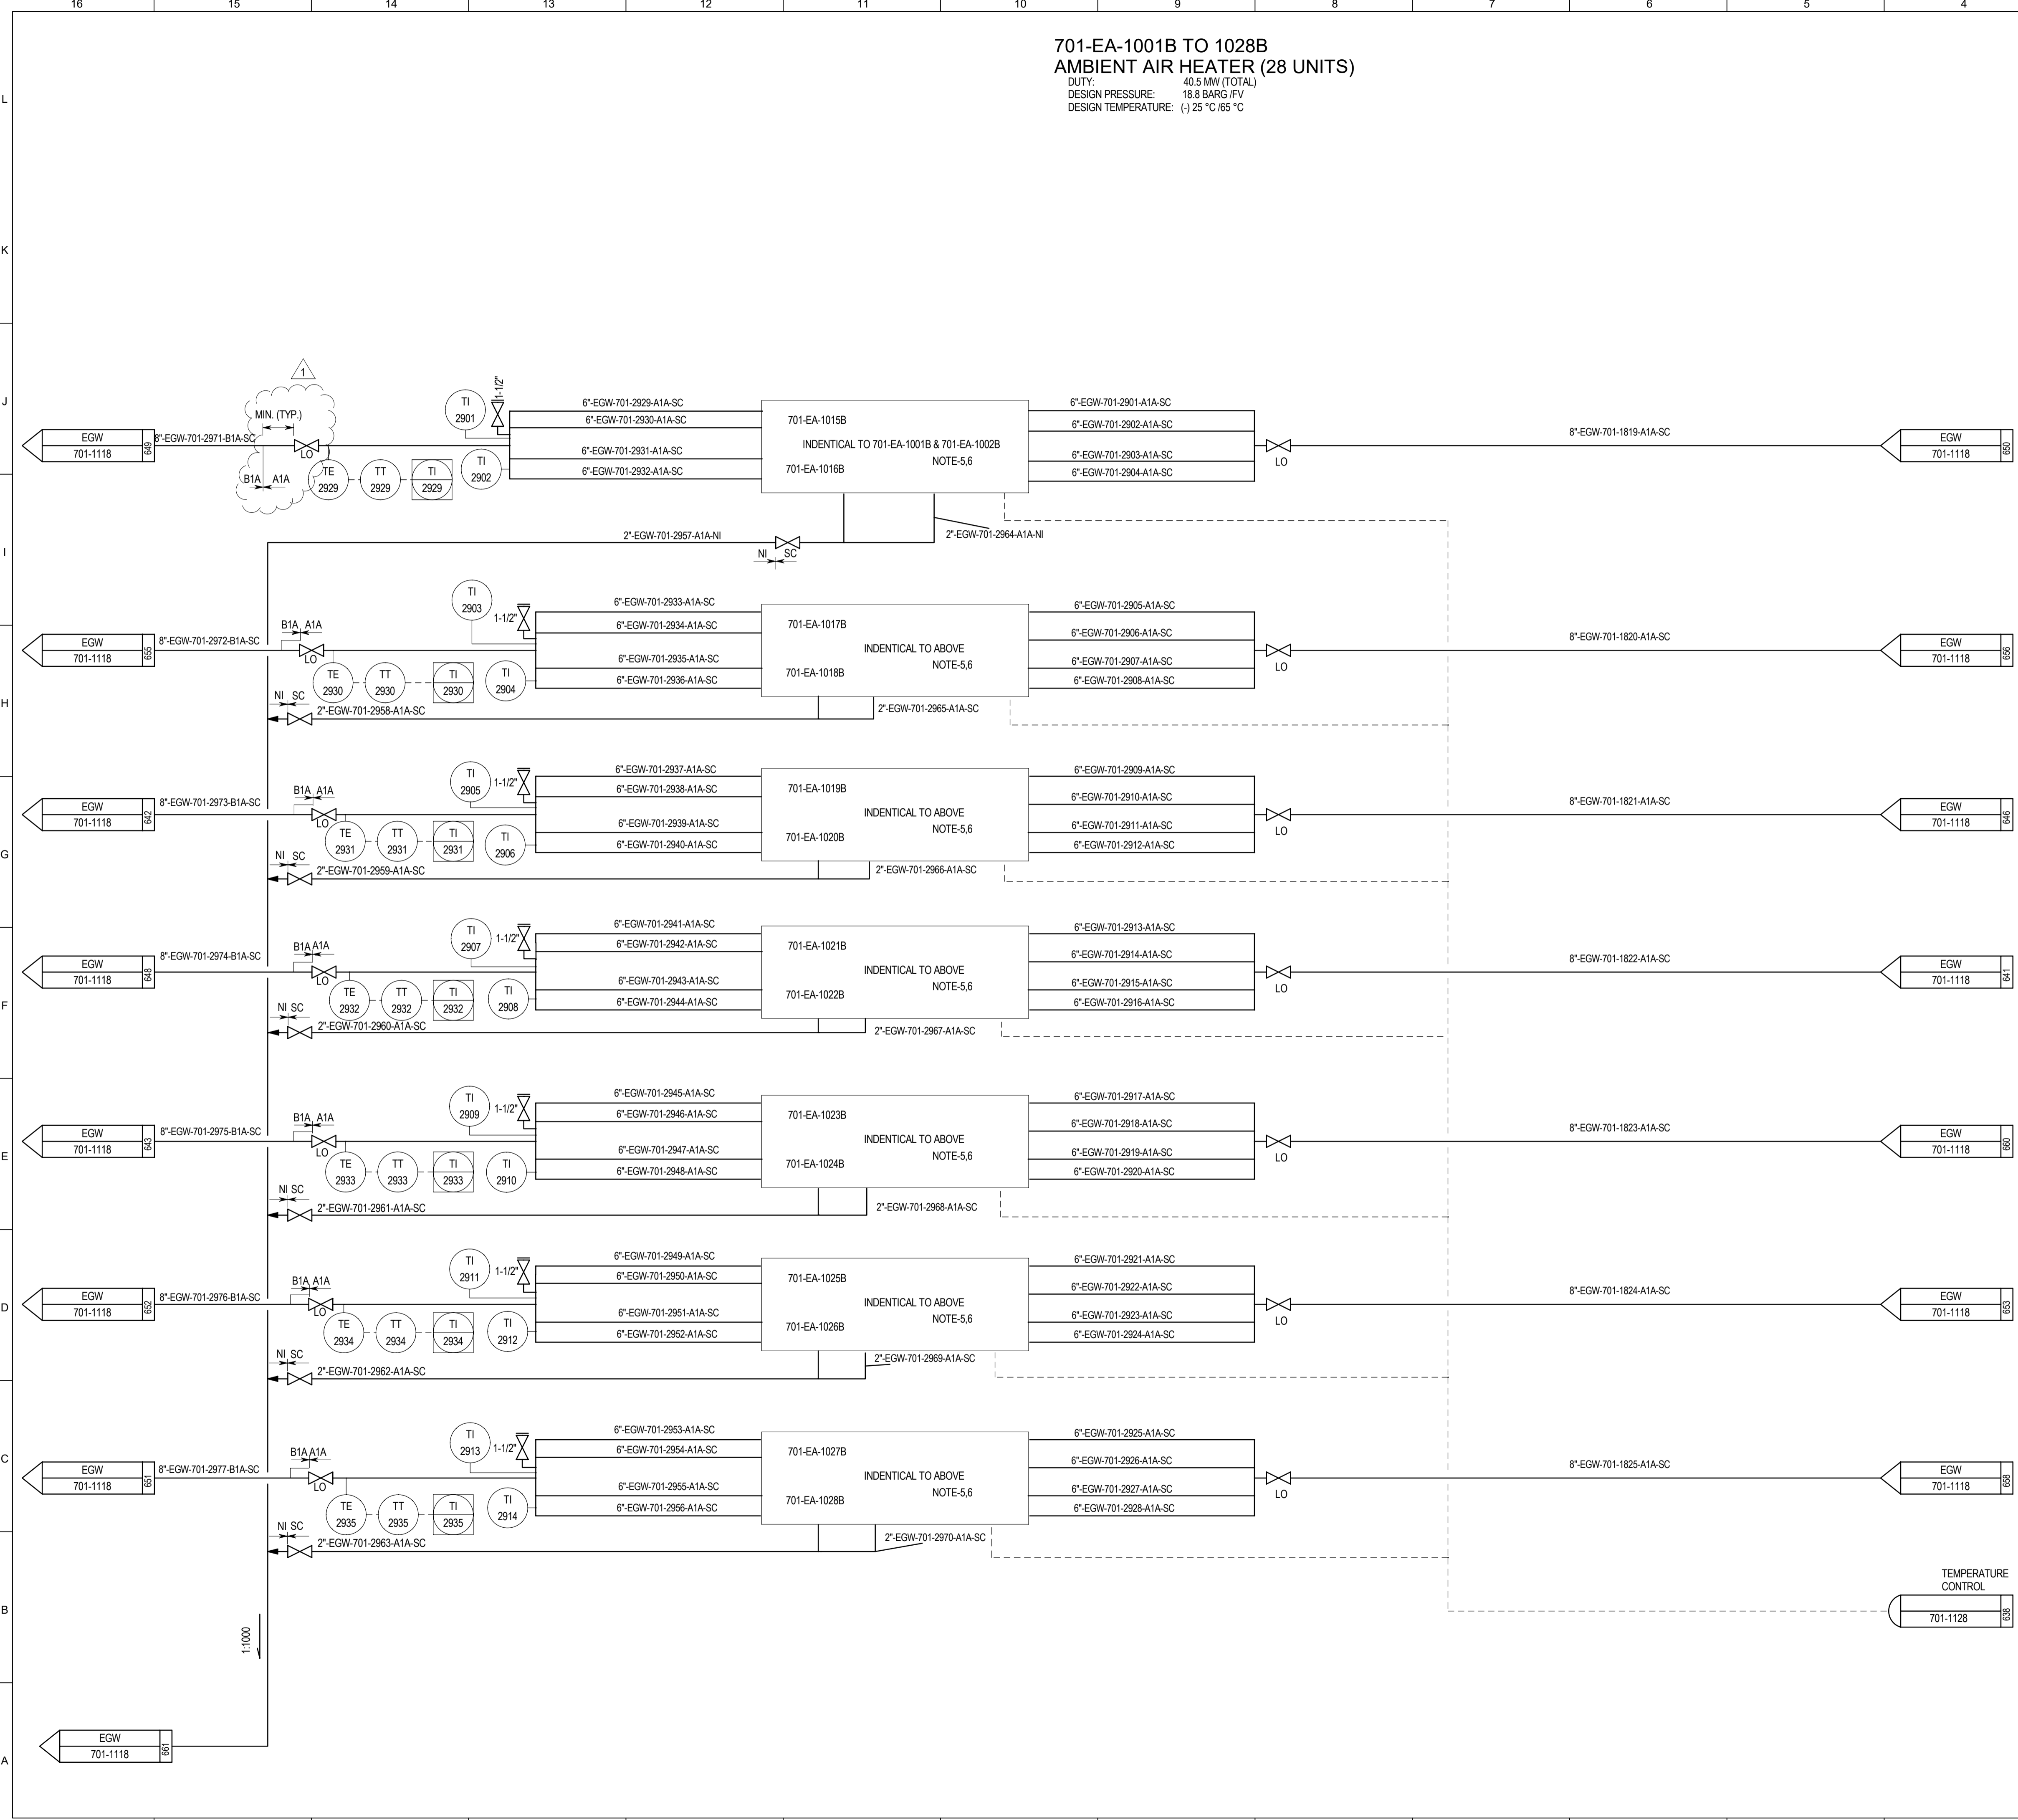 16 15 14 13 12 11 10 9 8 7 6 5 4
701-EA-1001B TO 1028B
AMBIENT AIR HEATER (28 UNITS)
DUTY: 40.5 MW (TOTAL)
DESIGN PRESSURE: 18.8 BARG /FV
DESIGN TEMPERATURE: (-) 25 °C /65 °C
L
K
J
I
H
G
F
E
D
C
B
A
1
MIN. (TYP.)
B1A A1A
LO
EGW
701-1118
649
8"-EGW-701-2971-B1A-SC
TE
2929
TT
2929
TI
2929
TI
2901
TI
2902
1-1/2"
6"-EGW-701-2929-A1A-SC
6"-EGW-701-2930-A1A-SC
6"-EGW-701-2931-A1A-SC
6"-EGW-701-2932-A1A-SC
701-EA-1015B
INDENTICAL TO 701-EA-1001B & 701-EA-1002B
NOTE-5,6
701-EA-1016B
6"-EGW-701-2901-A1A-SC
6"-EGW-701-2902-A1A-SC
6"-EGW-701-2903-A1A-SC
6"-EGW-701-2904-A1A-SC
LO
8"-EGW-701-1819-A1A-SC
EGW
701-1118
650
2"-EGW-701-2957-A1A-NI
NI SC
2"-EGW-701-2964-A1A-NI
EGW
701-1118
655
8"-EGW-701-2972-B1A-SC
B1A A1A
LO
TE
2930
TT
2930
TI
2930
TI
2903
TI
2904
1-1/2"
6"-EGW-701-2933-A1A-SC
6"-EGW-701-2934-A1A-SC
6"-EGW-701-2935-A1A-SC
6"-EGW-701-2936-A1A-SC
701-EA-1017B
INDENTICAL TO ABOVE
NOTE-5,6
701-EA-1018B
6"-EGW-701-2905-A1A-SC
6"-EGW-701-2906-A1A-SC
6"-EGW-701-2907-A1A-SC
6"-EGW-701-2908-A1A-SC
LO
8"-EGW-701-1820-A1A-SC
EGW
701-1118
656
NI SC
2"-EGW-701-2958-A1A-SC
2"-EGW-701-2965-A1A-SC
EGW
701-1118
642
8"-EGW-701-2973-B1A-SC
B1A A1A
LO
TE
2931
TT
2931
TI
2931
TI
2905
TI
2906
1-1/2"
6"-EGW-701-2937-A1A-SC
6"-EGW-701-2938-A1A-SC
6"-EGW-701-2939-A1A-SC
6"-EGW-701-2940-A1A-SC
701-EA-1019B
INDENTICAL TO ABOVE
NOTE-5,6
701-EA-1020B
6"-EGW-701-2909-A1A-SC
6"-EGW-701-2910-A1A-SC
6"-EGW-701-2911-A1A-SC
6"-EGW-701-2912-A1A-SC
LO
8"-EGW-701-1821-A1A-SC
EGW
701-1118
646
NI SC
2"-EGW-701-2959-A1A-SC
2"-EGW-701-2966-A1A-SC
EGW
701-1118
648
8"-EGW-701-2974-B1A-SC
B1A A1A
LO
TE
2932
TT
2932
TI
2932
TI
2907
TI
2908
1-1/2"
6"-EGW-701-2941-A1A-SC
6"-EGW-701-2942-A1A-SC
6"-EGW-701-2943-A1A-SC
6"-EGW-701-2944-A1A-SC
701-EA-1021B
INDENTICAL TO ABOVE
NOTE-5,6
701-EA-1022B
6"-EGW-701-2913-A1A-SC
6"-EGW-701-2914-A1A-SC
6"-EGW-701-2915-A1A-SC
6"-EGW-701-2916-A1A-SC
LO
8"-EGW-701-1822-A1A-SC
EGW
701-1118
641
NI SC
2"-EGW-701-2960-A1A-SC
2"-EGW-701-2967-A1A-SC
EGW
701-1118
643
8"-EGW-701-2975-B1A-SC
B1A A1A
LO
TE
2933
TT
2933
TI
2933
TI
2909
TI
2910
1-1/2"
6"-EGW-701-2945-A1A-SC
6"-EGW-701-2946-A1A-SC
6"-EGW-701-2947-A1A-SC
6"-EGW-701-2948-A1A-SC
701-EA-1023B
INDENTICAL TO ABOVE
NOTE-5,6
701-EA-1024B
6"-EGW-701-2917-A1A-SC
6"-EGW-701-2918-A1A-SC
6"-EGW-701-2919-A1A-SC
6"-EGW-701-2920-A1A-SC
LO
8"-EGW-701-1823-A1A-SC
EGW
701-1118
660
NI SC
2"-EGW-701-2961-A1A-SC
2"-EGW-701-2968-A1A-SC
EGW
701-1118
652
8"-EGW-701-2976-B1A-SC
B1A A1A
LO
TE
2934
TT
2934
TI
2934
TI
2911
TI
2912
1-1/2"
6"-EGW-701-2949-A1A-SC
6"-EGW-701-2950-A1A-SC
6"-EGW-701-2951-A1A-SC
6"-EGW-701-2952-A1A-SC
701-EA-1025B
INDENTICAL TO ABOVE
NOTE-5,6
701-EA-1026B
6"-EGW-701-2921-A1A-SC
6"-EGW-701-2922-A1A-SC
6"-EGW-701-2923-A1A-SC
6"-EGW-701-2924-A1A-SC
LO
8"-EGW-701-1824-A1A-SC
EGW
701-1118
653
NI SC
2"-EGW-701-2962-A1A-SC
2"-EGW-701-2969-A1A-SC
EGW
701-1118
651
8"-EGW-701-2977-B1A-SC
B1A A1A
LO
TE
2935
TT
2935
TI
2935
TI
2913
TI
2914
1-1/2"
6"-EGW-701-2953-A1A-SC
6"-EGW-701-2954-A1A-SC
6"-EGW-701-2955-A1A-SC
6"-EGW-701-2956-A1A-SC
701-EA-1027B
INDENTICAL TO ABOVE
NOTE-5,6
701-EA-1028B
6"-EGW-701-2925-A1A-SC
6"-EGW-701-2926-A1A-SC
6"-EGW-701-2927-A1A-SC
6"-EGW-701-2928-A1A-SC
LO
8"-EGW-701-1825-A1A-SC
EGW
701-1118
658
NI SC
2"-EGW-701-2963-A1A-SC
2"-EGW-701-2970-A1A-SC
TEMPERATURE
CONTROL
701-1128
638
1:1000
EGW
701-1118
661